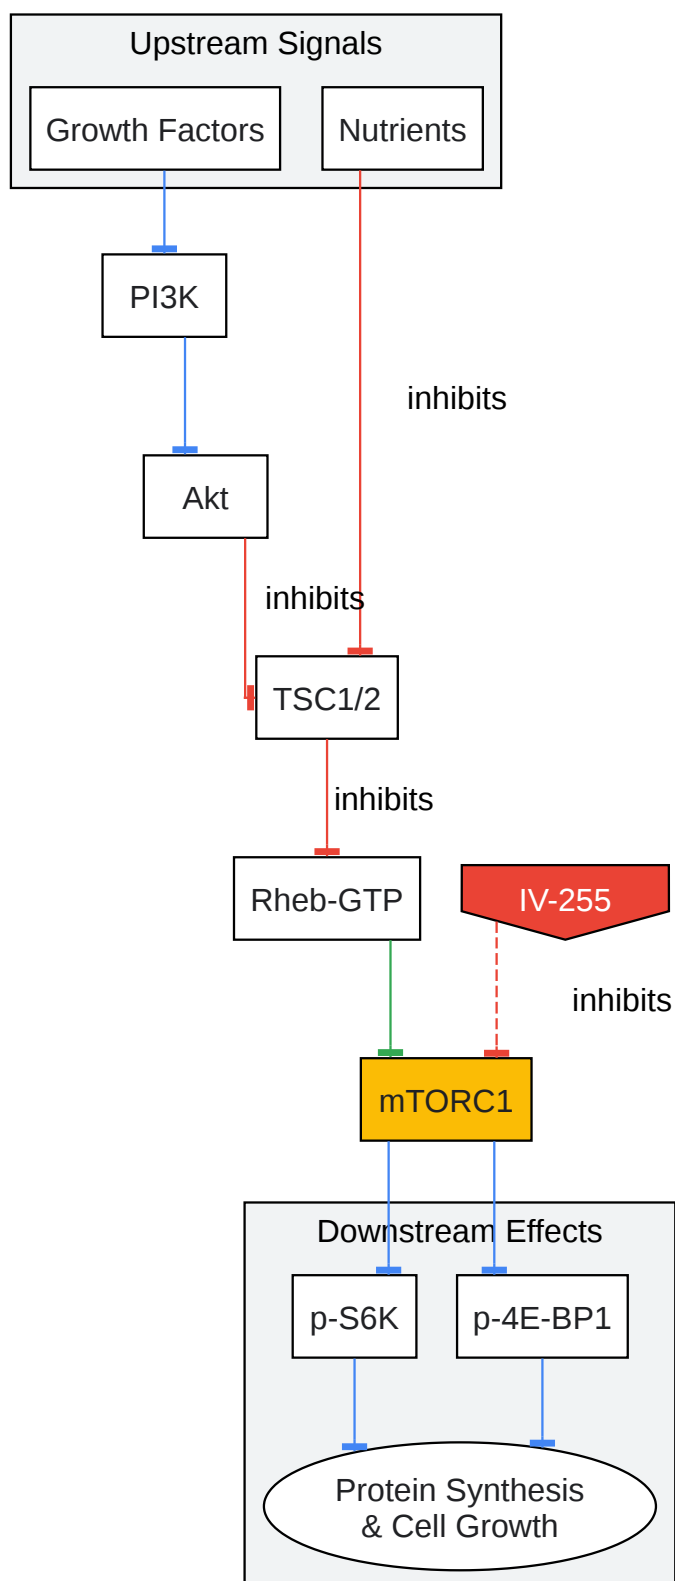 Upstream Signals
Growth Factors
Nutrients
PI3K
inhibits
Akt
inhibits
TSC1/2
inhibits
Rheb-GTP
IV-255
inhibits
mTORC1
Downstream Effects
p-S6K
p-4E-BP1
Protein Synthesis
& Cell Growth